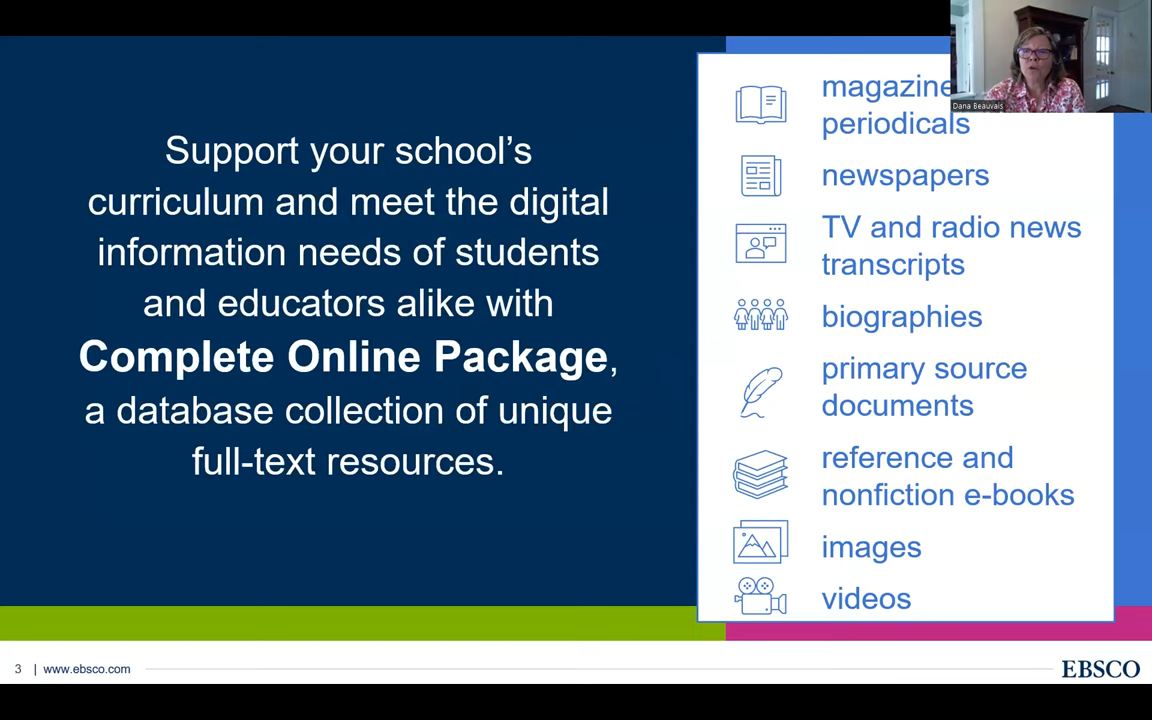 Support your school's
curriculum and meet the digital
information needs of students
and educators alike with
Complete Online Package,
a database collection of unique
full-text resources.
magazine
periodicals
newspapers
TV and radio news
transcripts
biographies
primary source
documents
reference and
nonfiction e-books
images
videos
Dana Beauvais
3 | www.ebsco.com
EBSCO